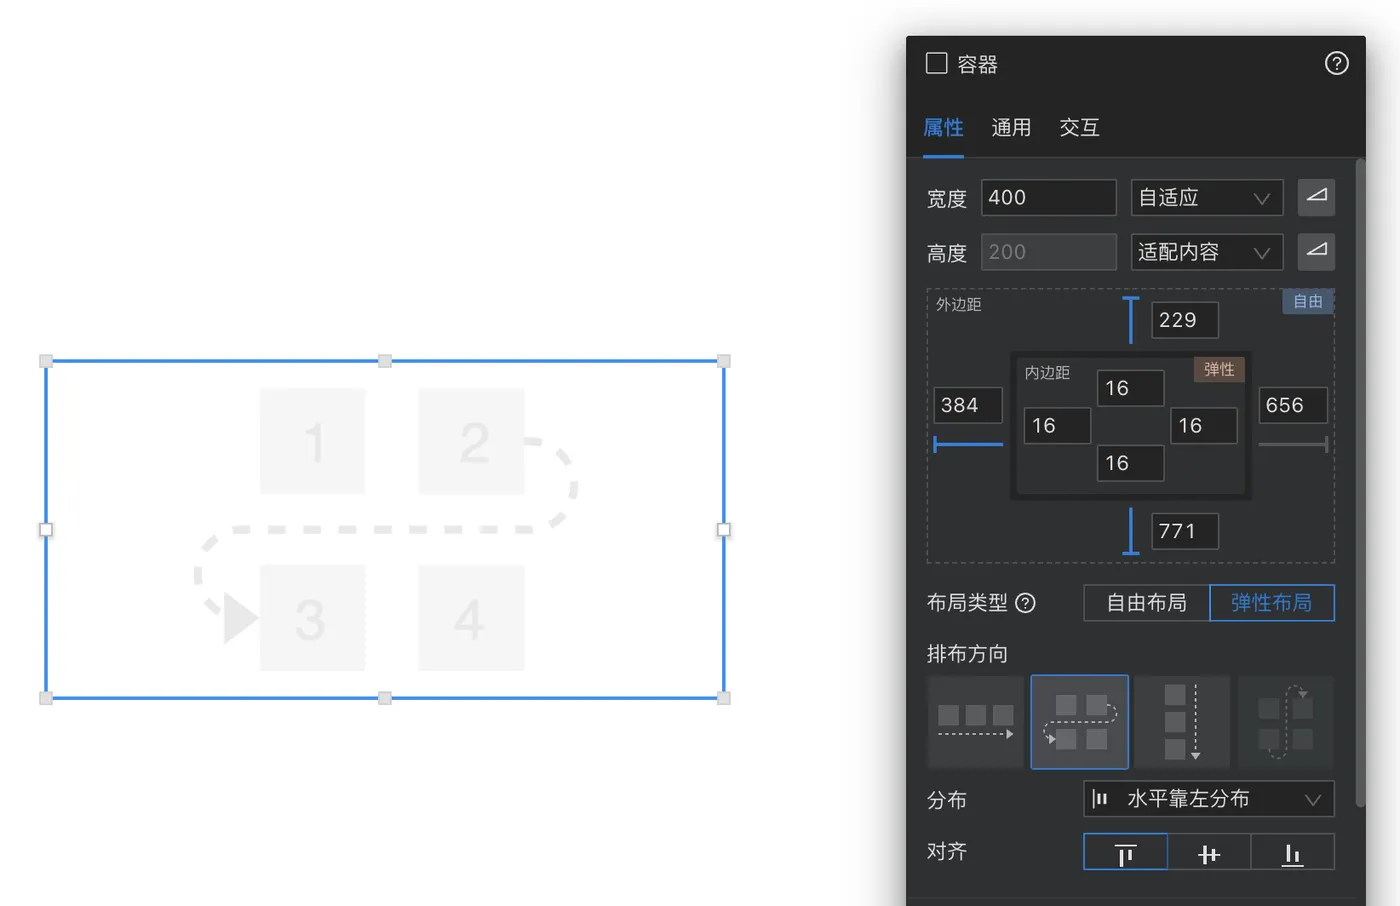 1 2
3 4
容器 ?
属性 通用 交互
宽度 400 自适应
高度 200 适配内容
外边距 229 自由
内边距 16 弹性
384 16 16 656
16
771
布局类型 ? 自由布局 弹性布局
排布方向
分布 水平靠左分布
对齐